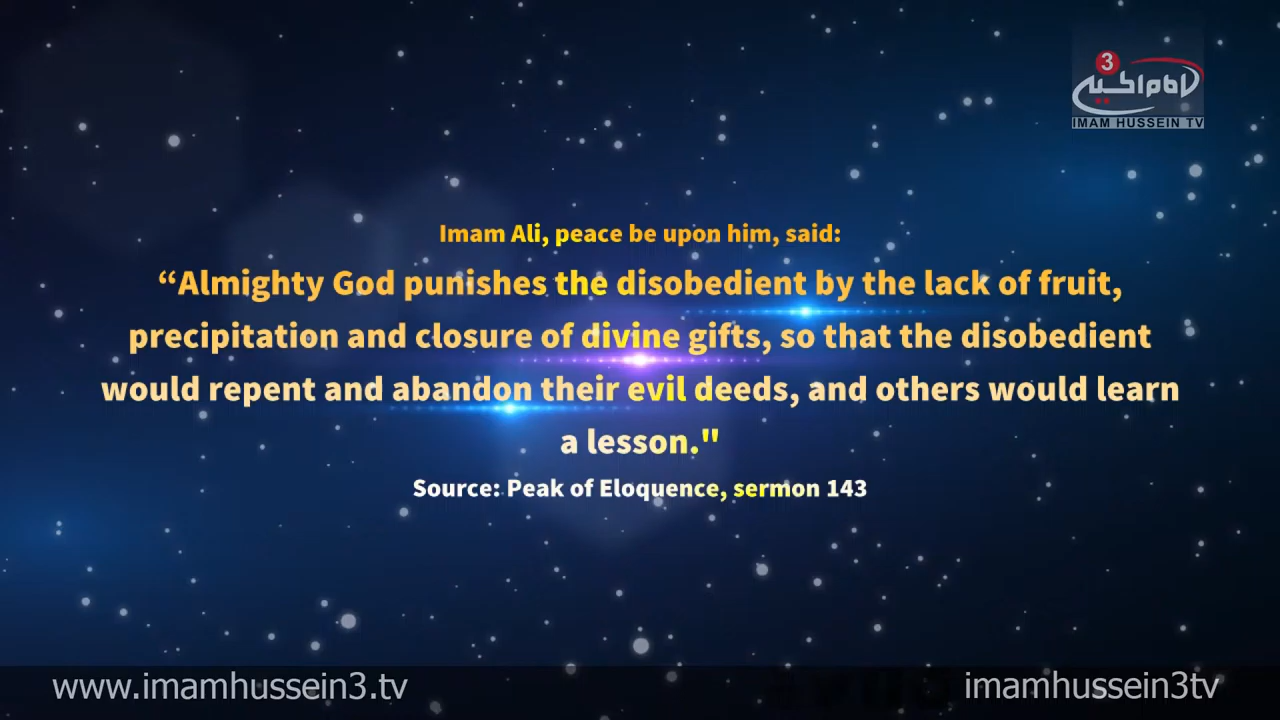 3
IMAM HUSSEIN TV
Imam Ali, peace be upon him, said:
“Almighty God punishes the disobedient by the lack of fruit,
precipitation and closure of divine gifts, so that the disobedient
would repent and abandon their evil deeds, and others would learn
a lesson."
Source: Peak of Eloquence, sermon 143
www.imamhussein3.tv
imamhussein3tv